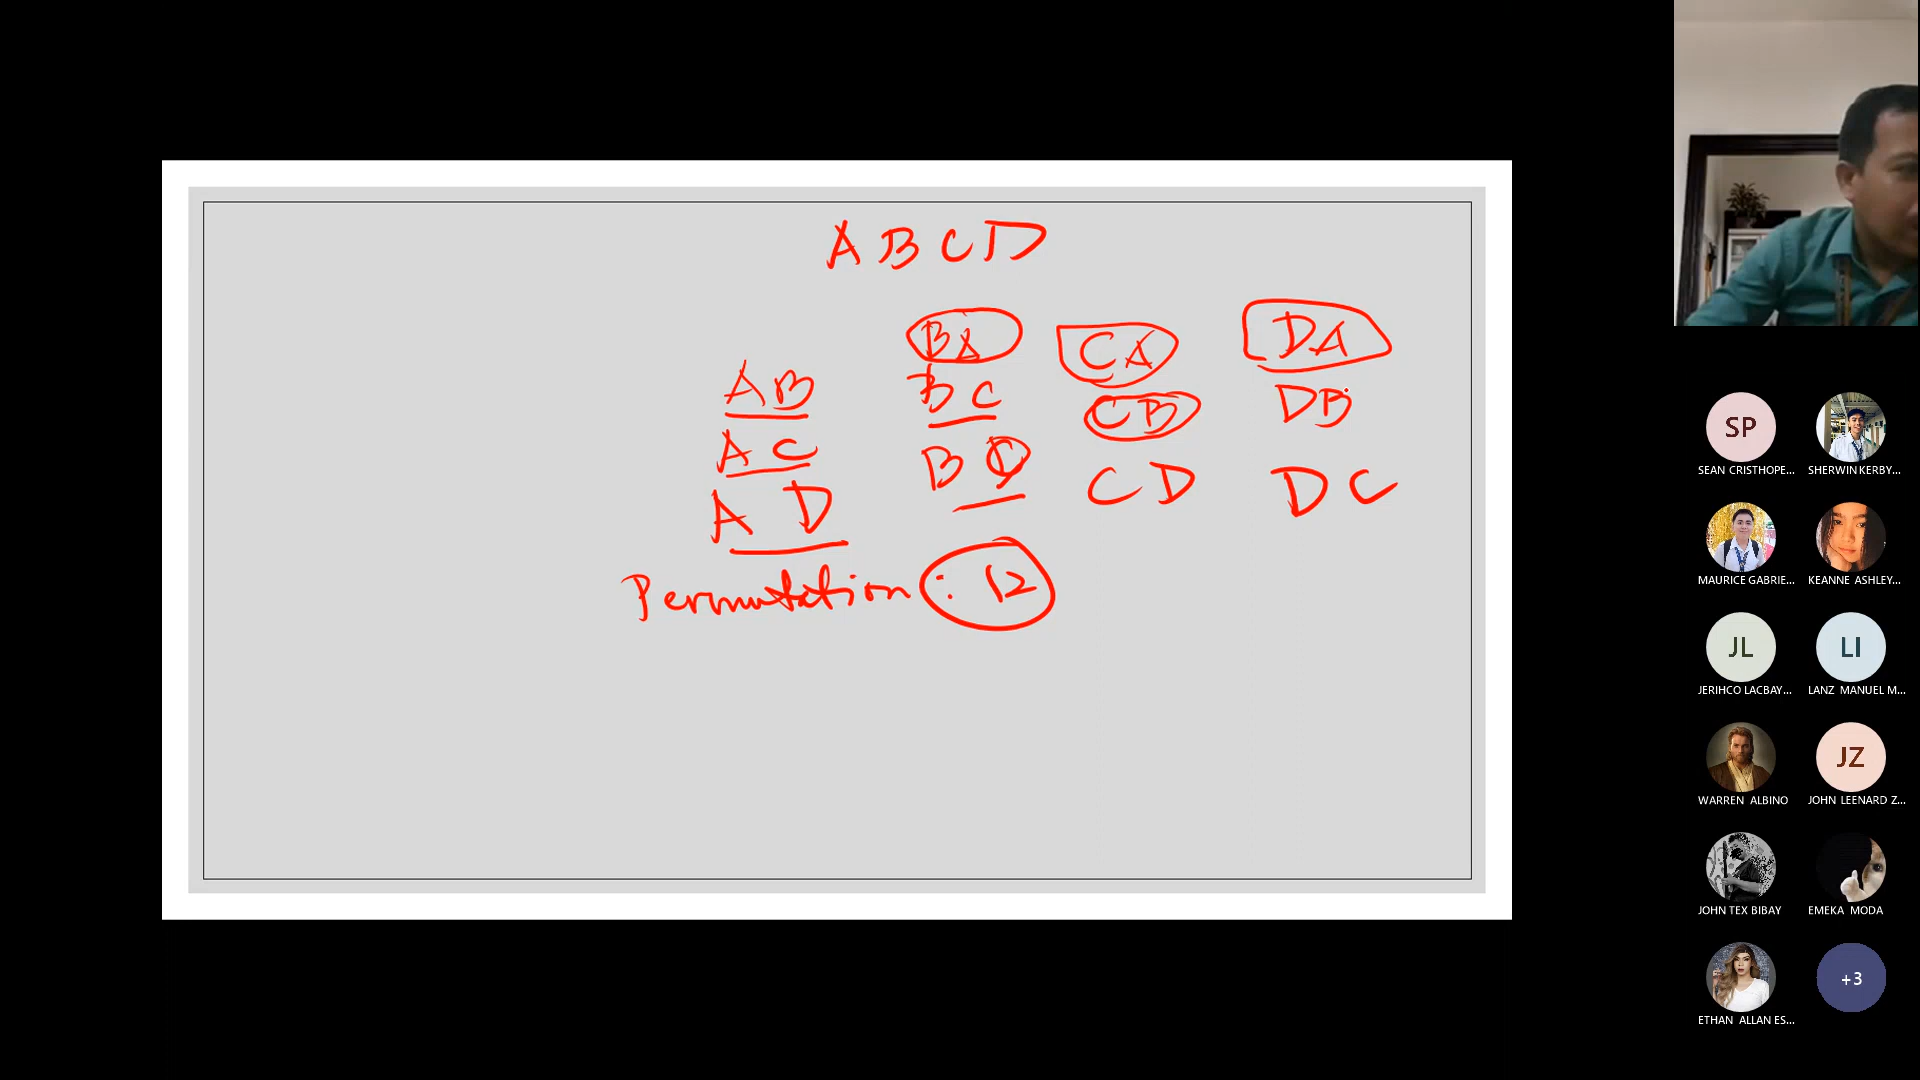 A B C D
BA CA DA
AB BC CB DB
AC BD CD DC
AD
Permutation : 12
SP
SEAN CRISTHOPE... SHERWIN KERBY...
MAURICE GABRIE... KEANNE ASHLEY...
JL LI
JERIHCO LACBAY... LANZ MANUEL M...
JZ
WARREN ALBINO JOHN LEENARD Z...
JOHN TEX BIBAY EMEKA MODA
+3
ETHAN ALLAN ES...